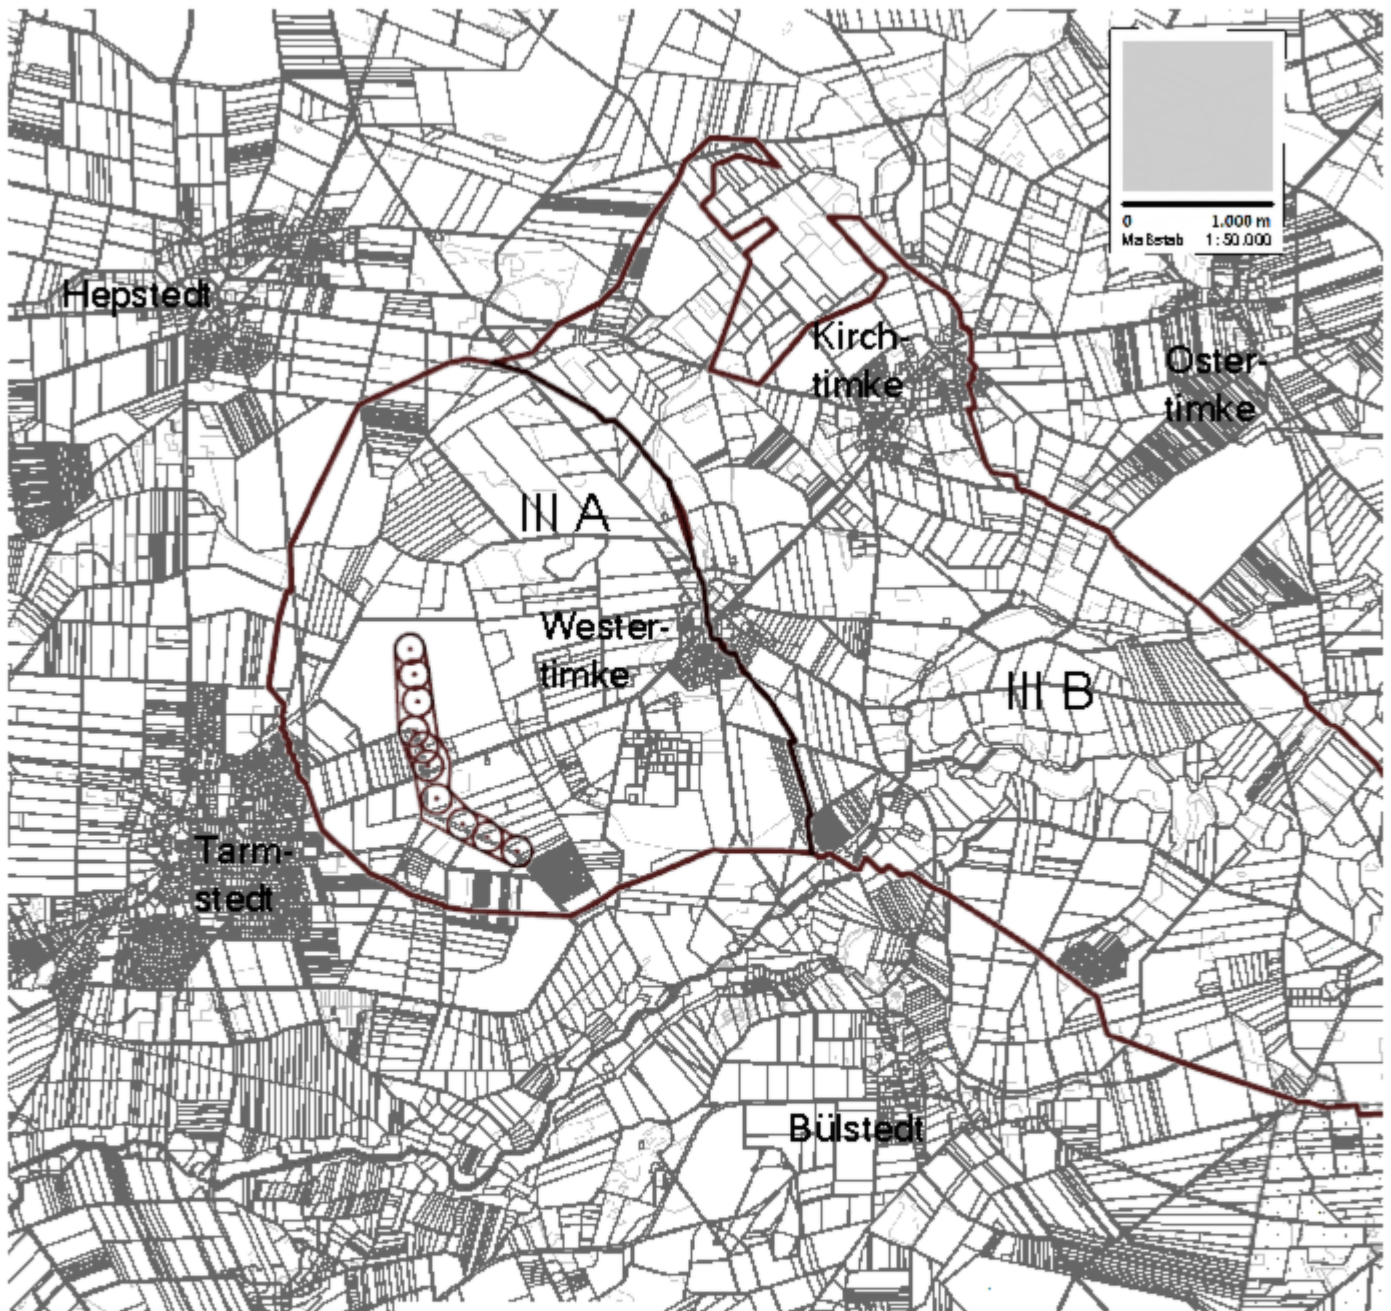 0 1.000 m
Maßstab 1:50.000
Hepstedt
Kirch-
timke
Oster-
timke
III A
Wester-
timke
III B
Tarm-
stedt
Bülstedt